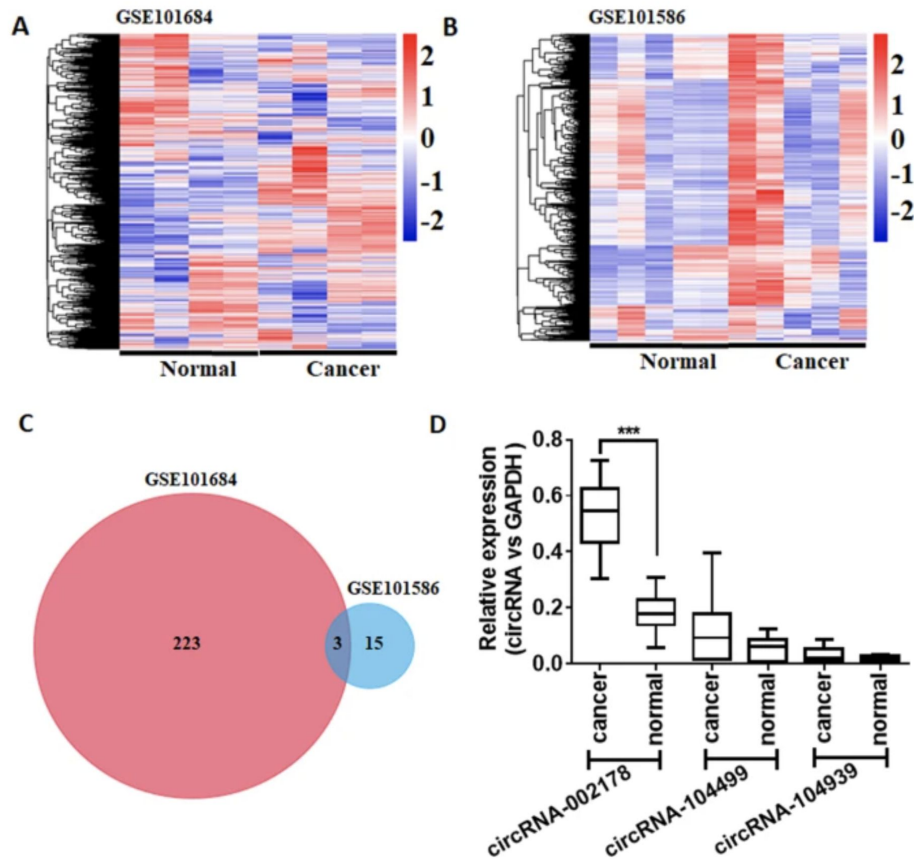 A
GSE101684
2
1
0
-1
-2
Normal
Cancer
B
GSE101586
2
1
0
-1
-2
Normal
Cancer
C
GSE101684
GSE101586
223
3
15
D
Relative expression
(circRNA vs GAPDH)
0.8
0.6
0.4
0.2
0.0
***
cancer
normal
cancer
normal
cancer
normal
circRNA-002178
circRNA-104499
circRNA-104939